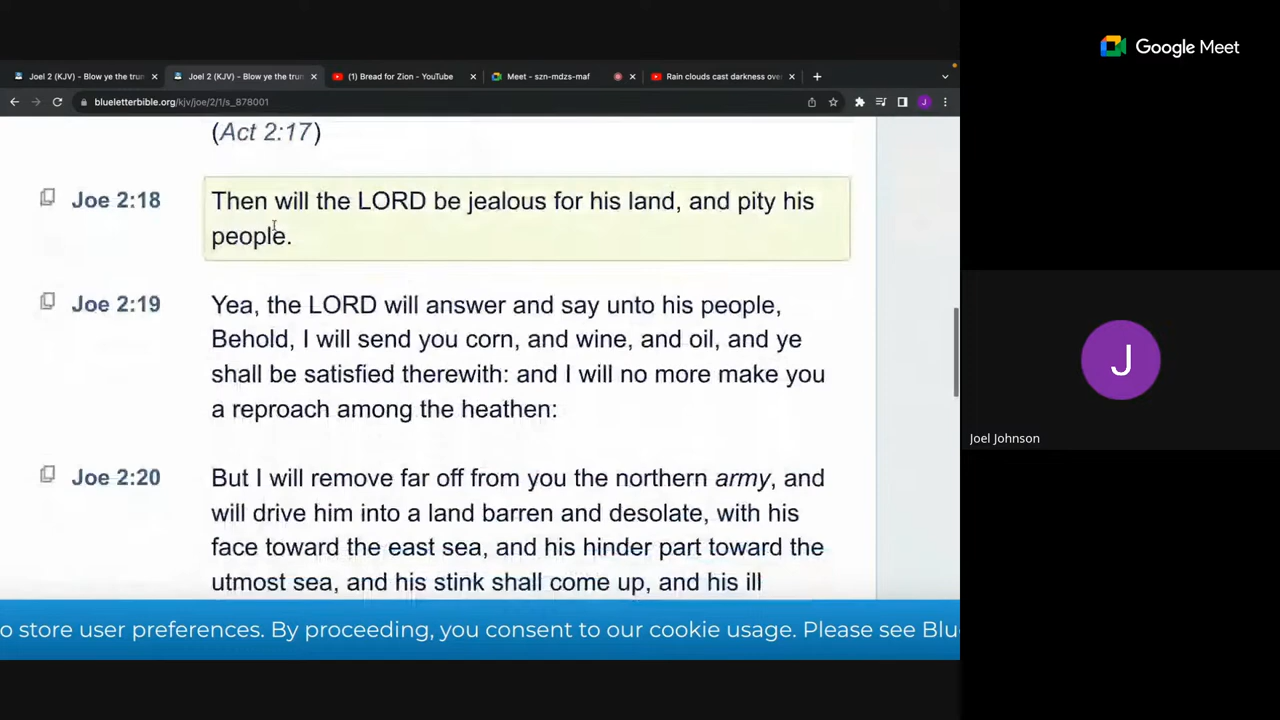 Google Meet
Joel 2 (KJV) - Blow ye the trun
Joel 2 (KJV) - Blow ye the trun
(1) Bread for Zion - YouTube
Meet - szn-mdzs-maf
Rain clouds cast darkness ove
blueletterbible.org/kjv/joe/2/1/s_878001
J
(Act 2:17)
Joe 2:18
Then will the LORD be jealous for his land, and pity his
people.
Joe 2:19
Yea, the LORD will answer and say unto his people,
Behold, I will send you corn, and wine, and oil, and ye
shall be satisfied therewith: and I will no more make you
a reproach among the heathen:
Joe 2:20
But I will remove far off from you the northern army, and
will drive him into a land barren and desolate, with his
face toward the east sea, and his hinder part toward the
utmost sea, and his stink shall come up, and his ill
o store user preferences. By proceeding, you consent to our cookie usage. Please see Blu
J
Joel Johnson